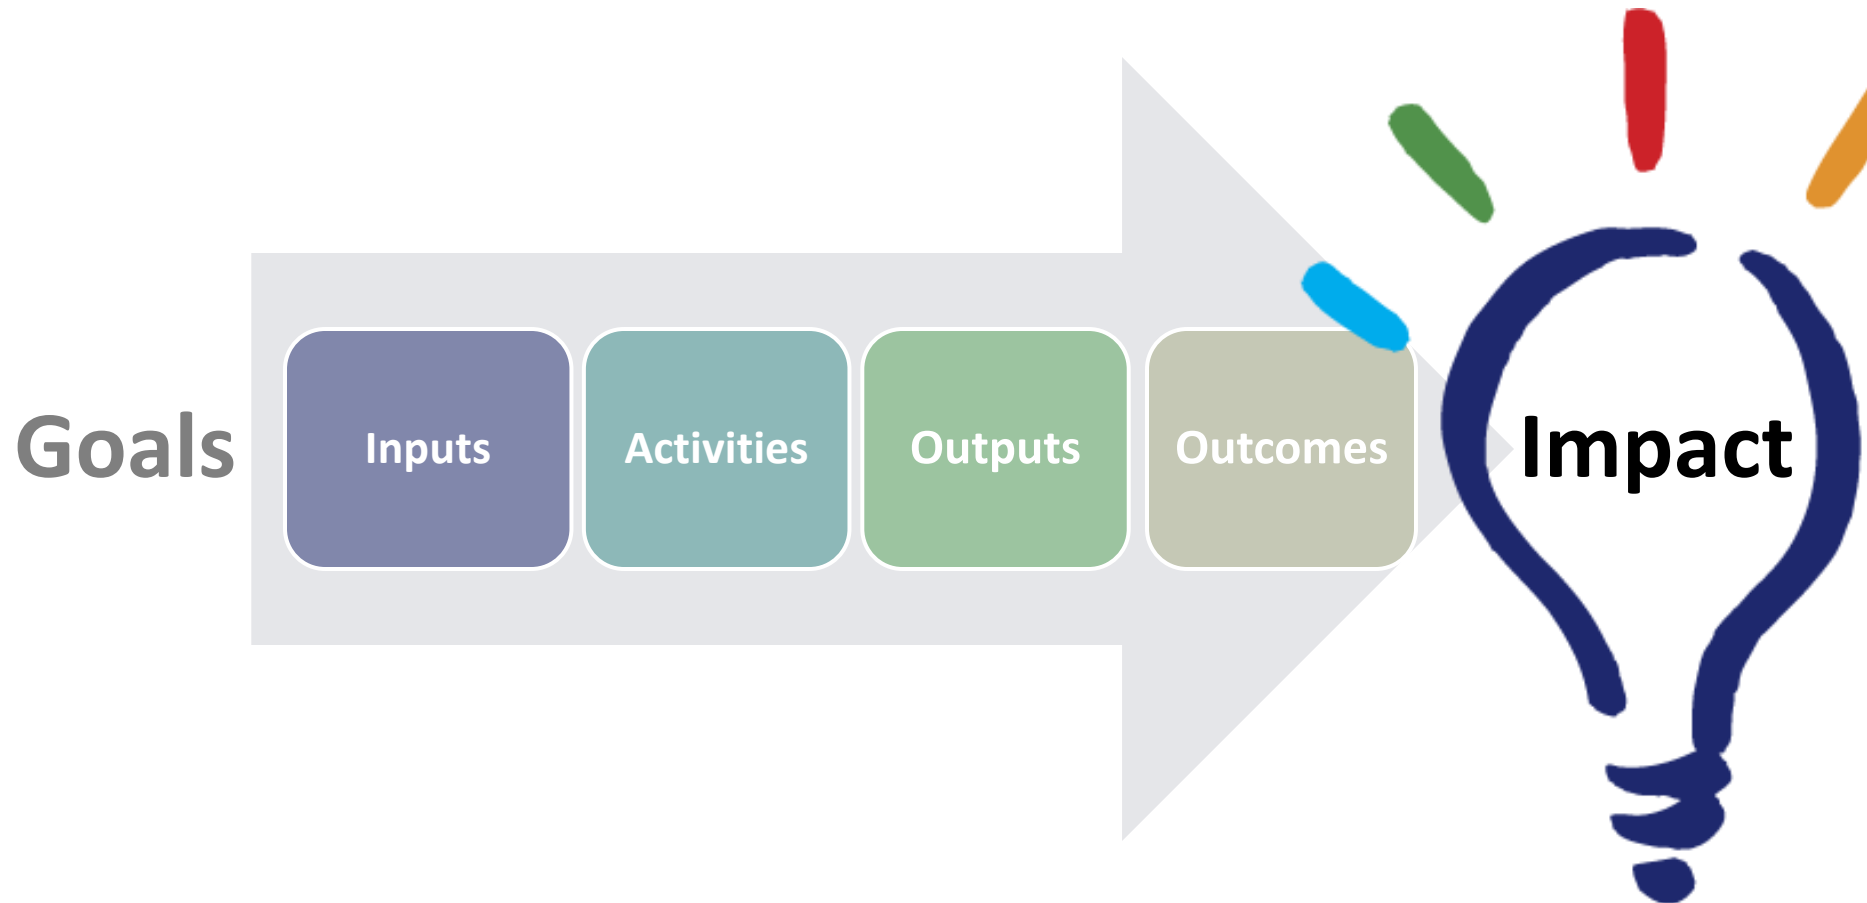 Goals
Inputs
Activities
Outputs
Outcomes
Impact